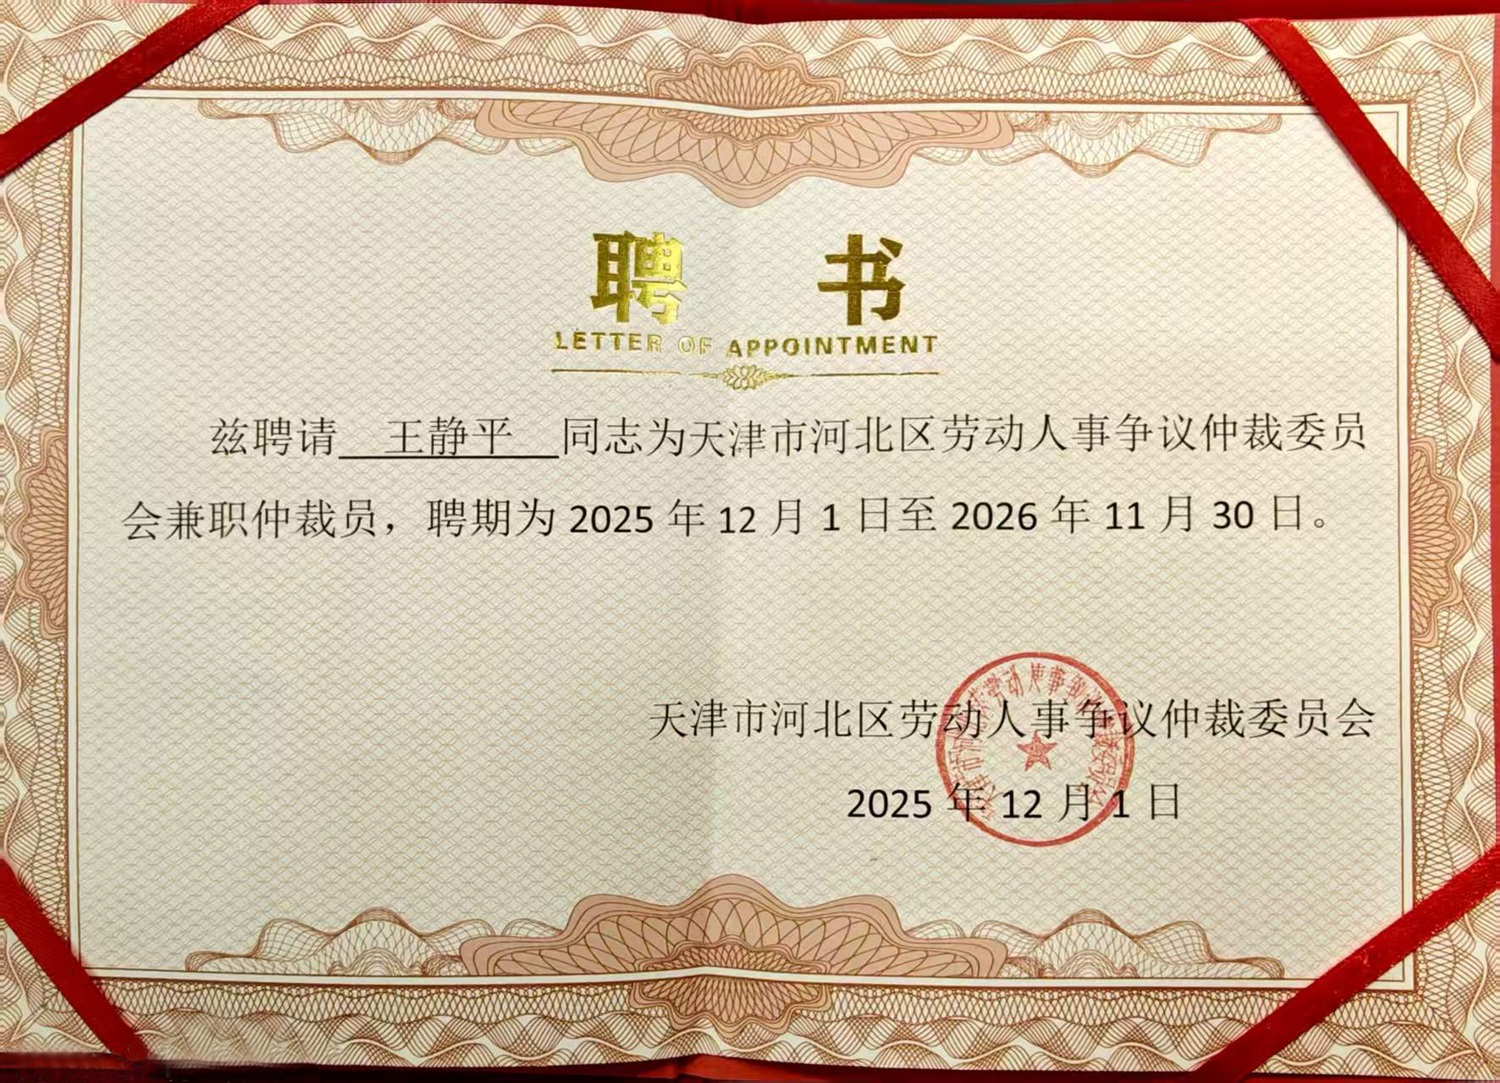 聘 书
LETTER OF APPOINTMENT
兹聘请 王静平 同志为天津市河北区劳动人事争议仲裁委员
会兼职仲裁员，聘期为 2025 年 12 月 1 日至 2026 年 11 月 30 日。
天津市河北区劳动人事争议仲裁委员会
2025 年 12 月 1 日